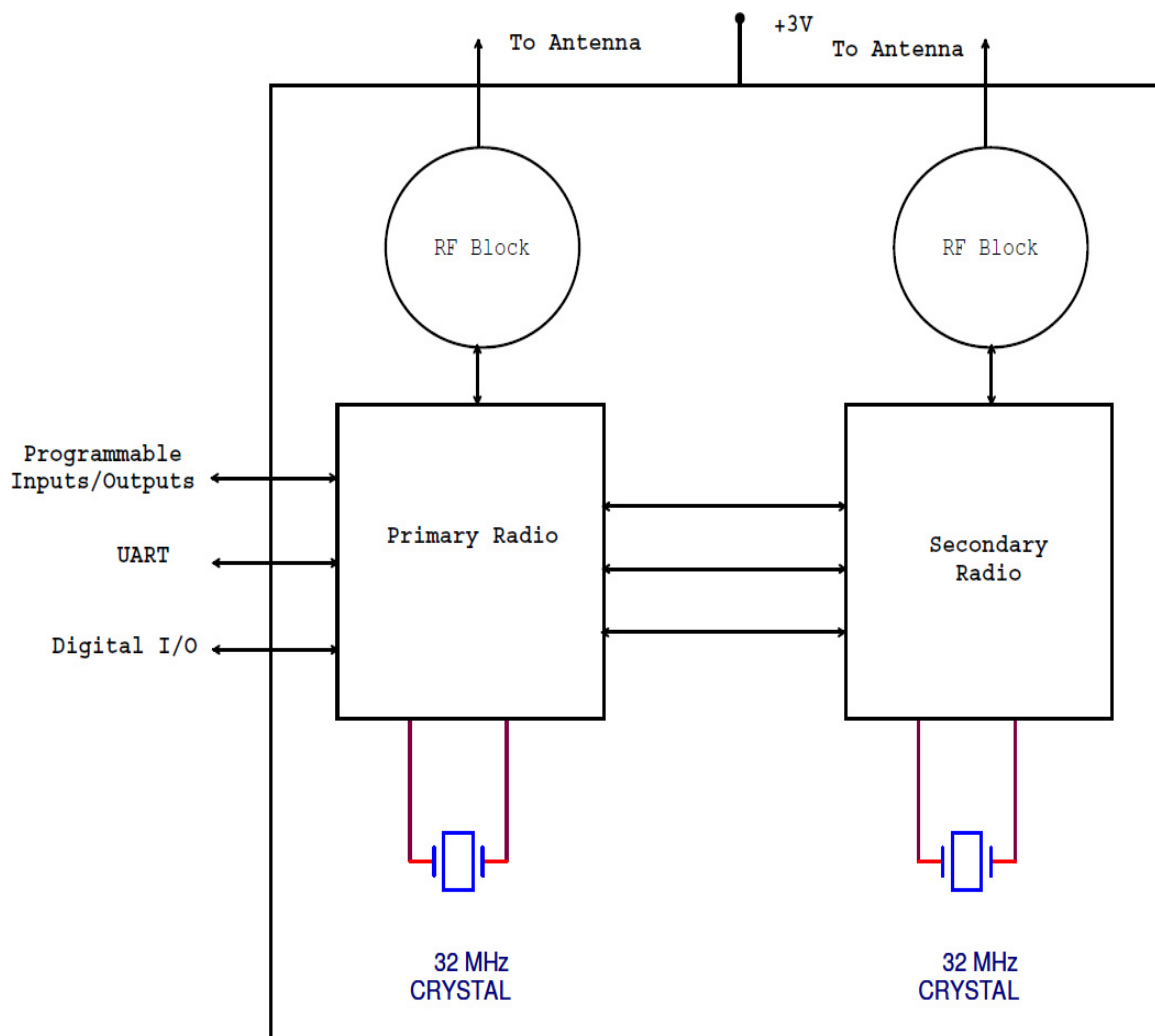 +3V
To Antenna
To Antenna
RF Block
RF Block
Programmable
Inputs/Outputs
Primary Radio
UART
Secondary
Radio
Digital I/O
32 MHz
CRYSTAL
32 MHz
CRYSTAL